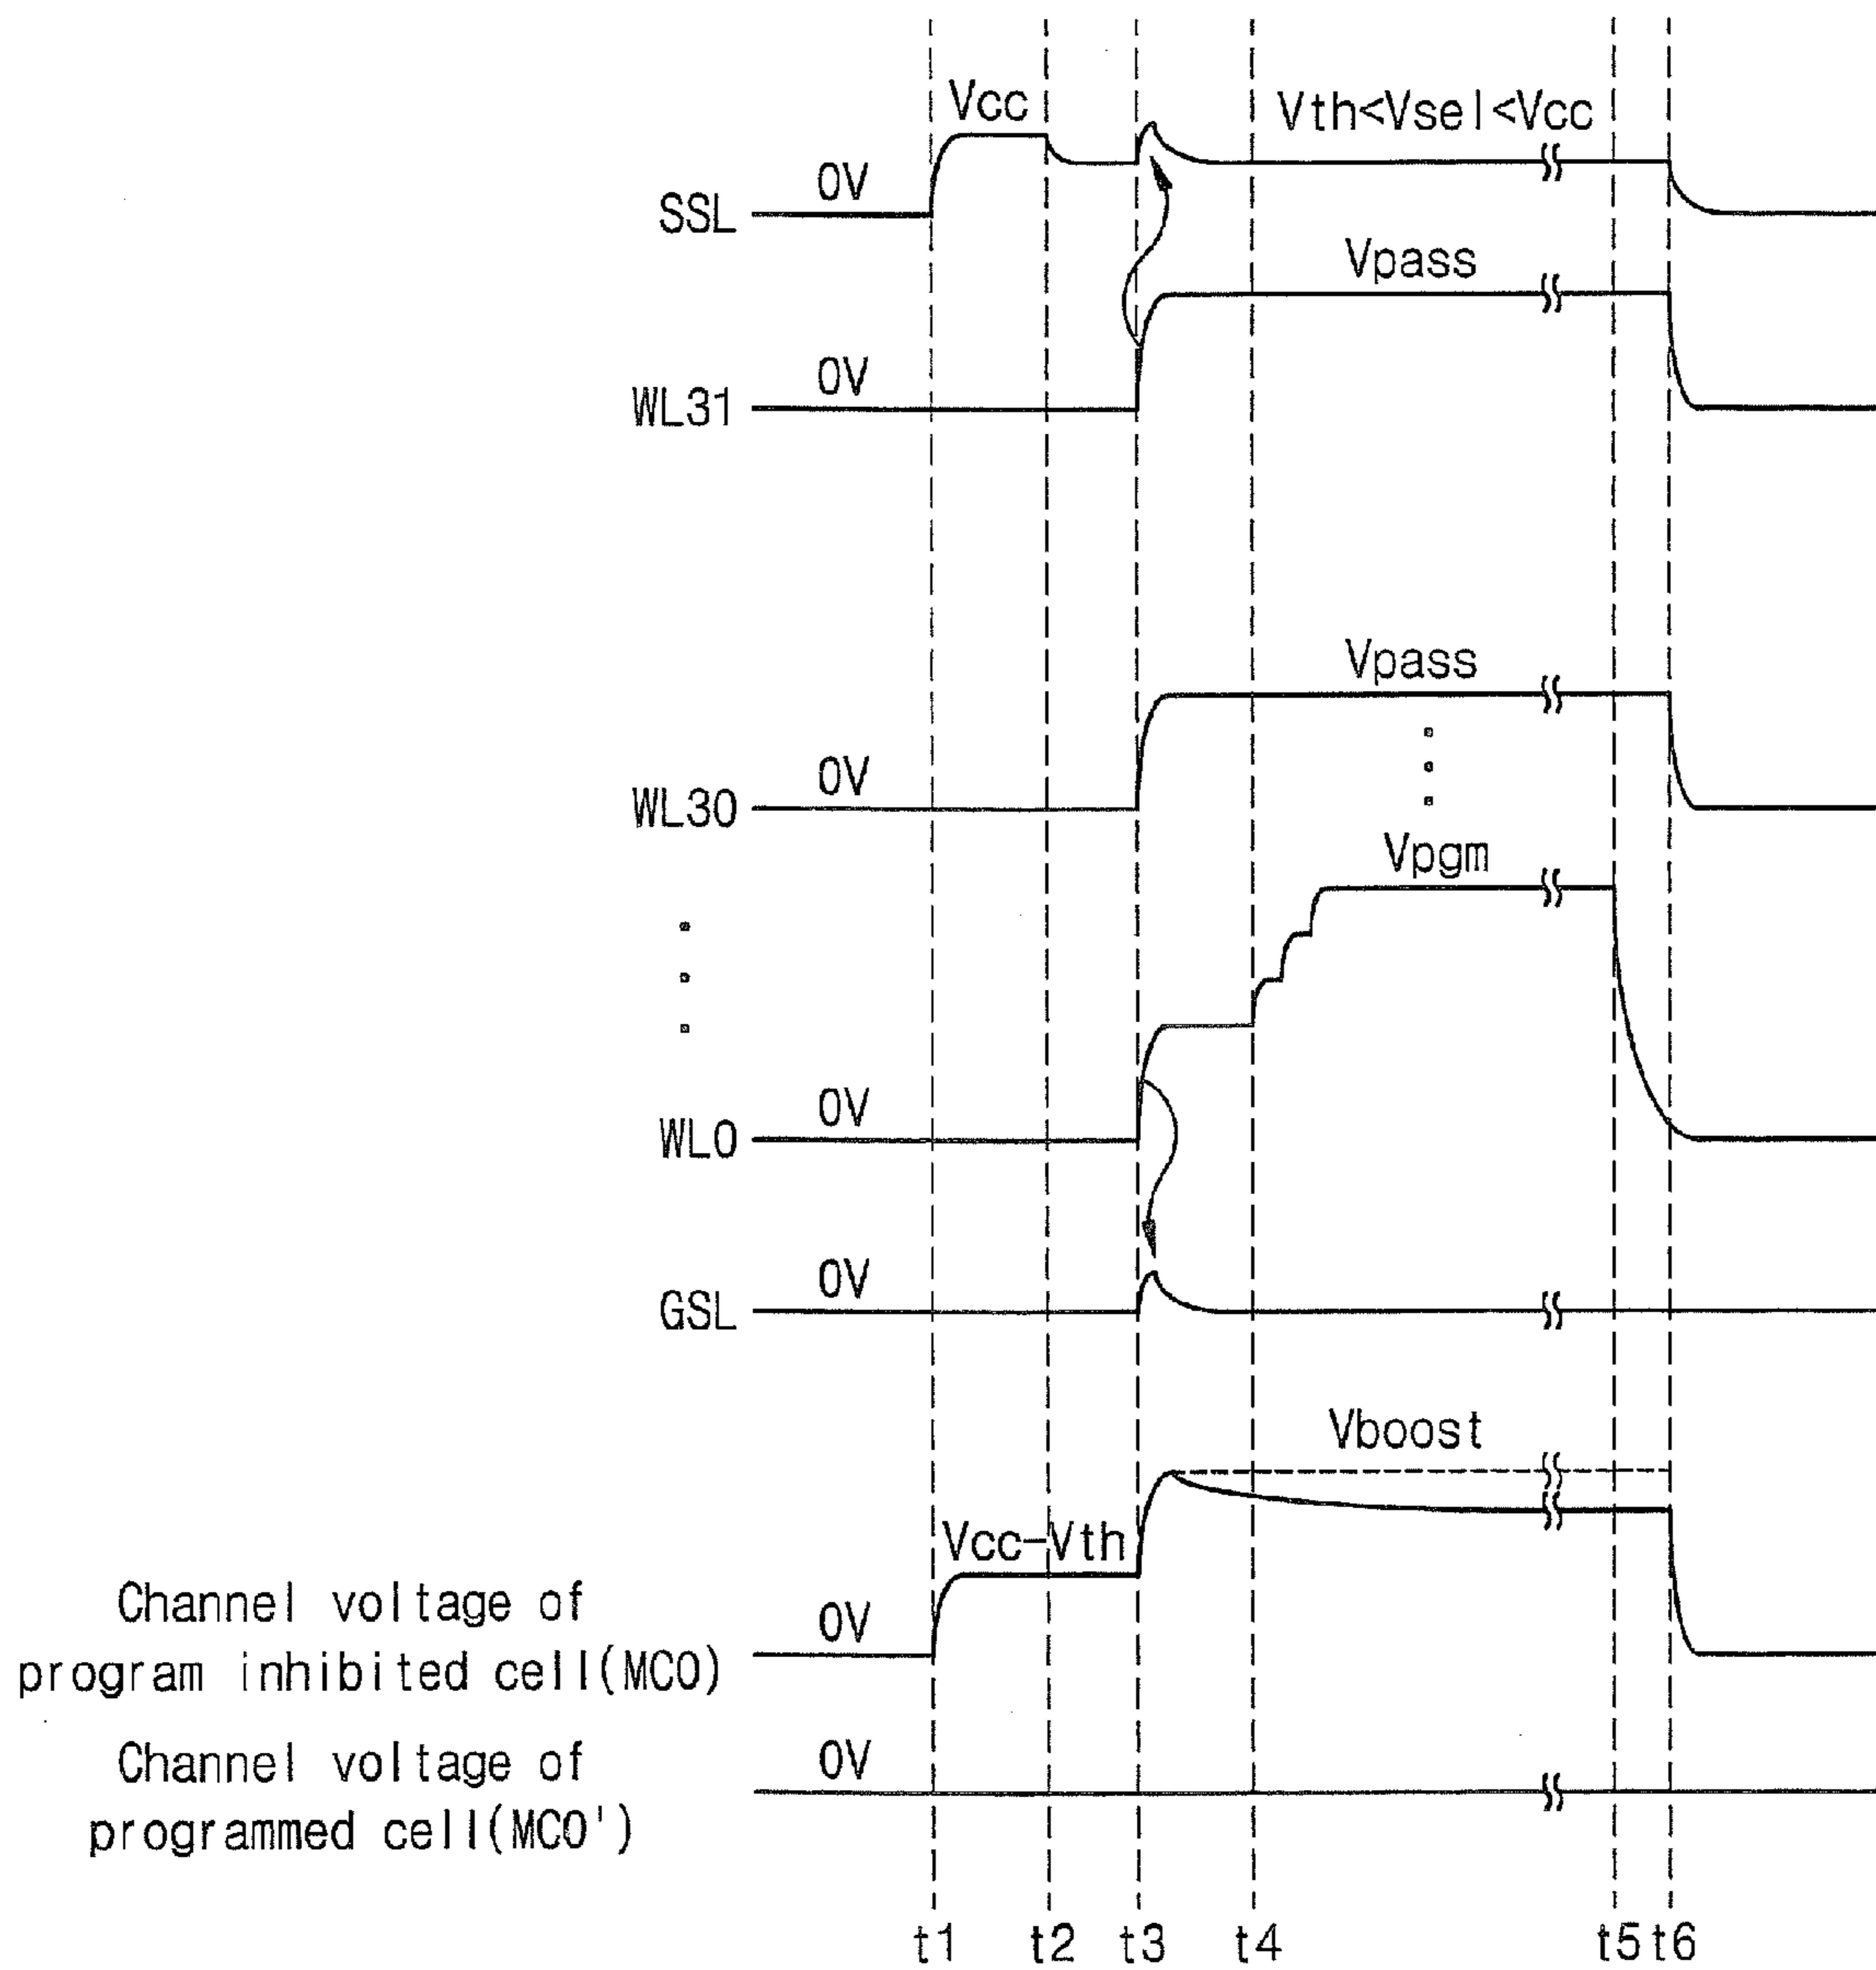 Vcc
Vth<Vsel<Vcc
0V
SSL
Vpass
0V
WL31
Vpass
0V
WL30
Vpgm
0V
WL0
0V
GSL
Vboost
Vcc-Vth
Channel voltage of
program inhibited cell(MC0)
0V
Channel voltage of
programmed cell(MC0')
0V
t1 t2 t3 t4 t5 t6